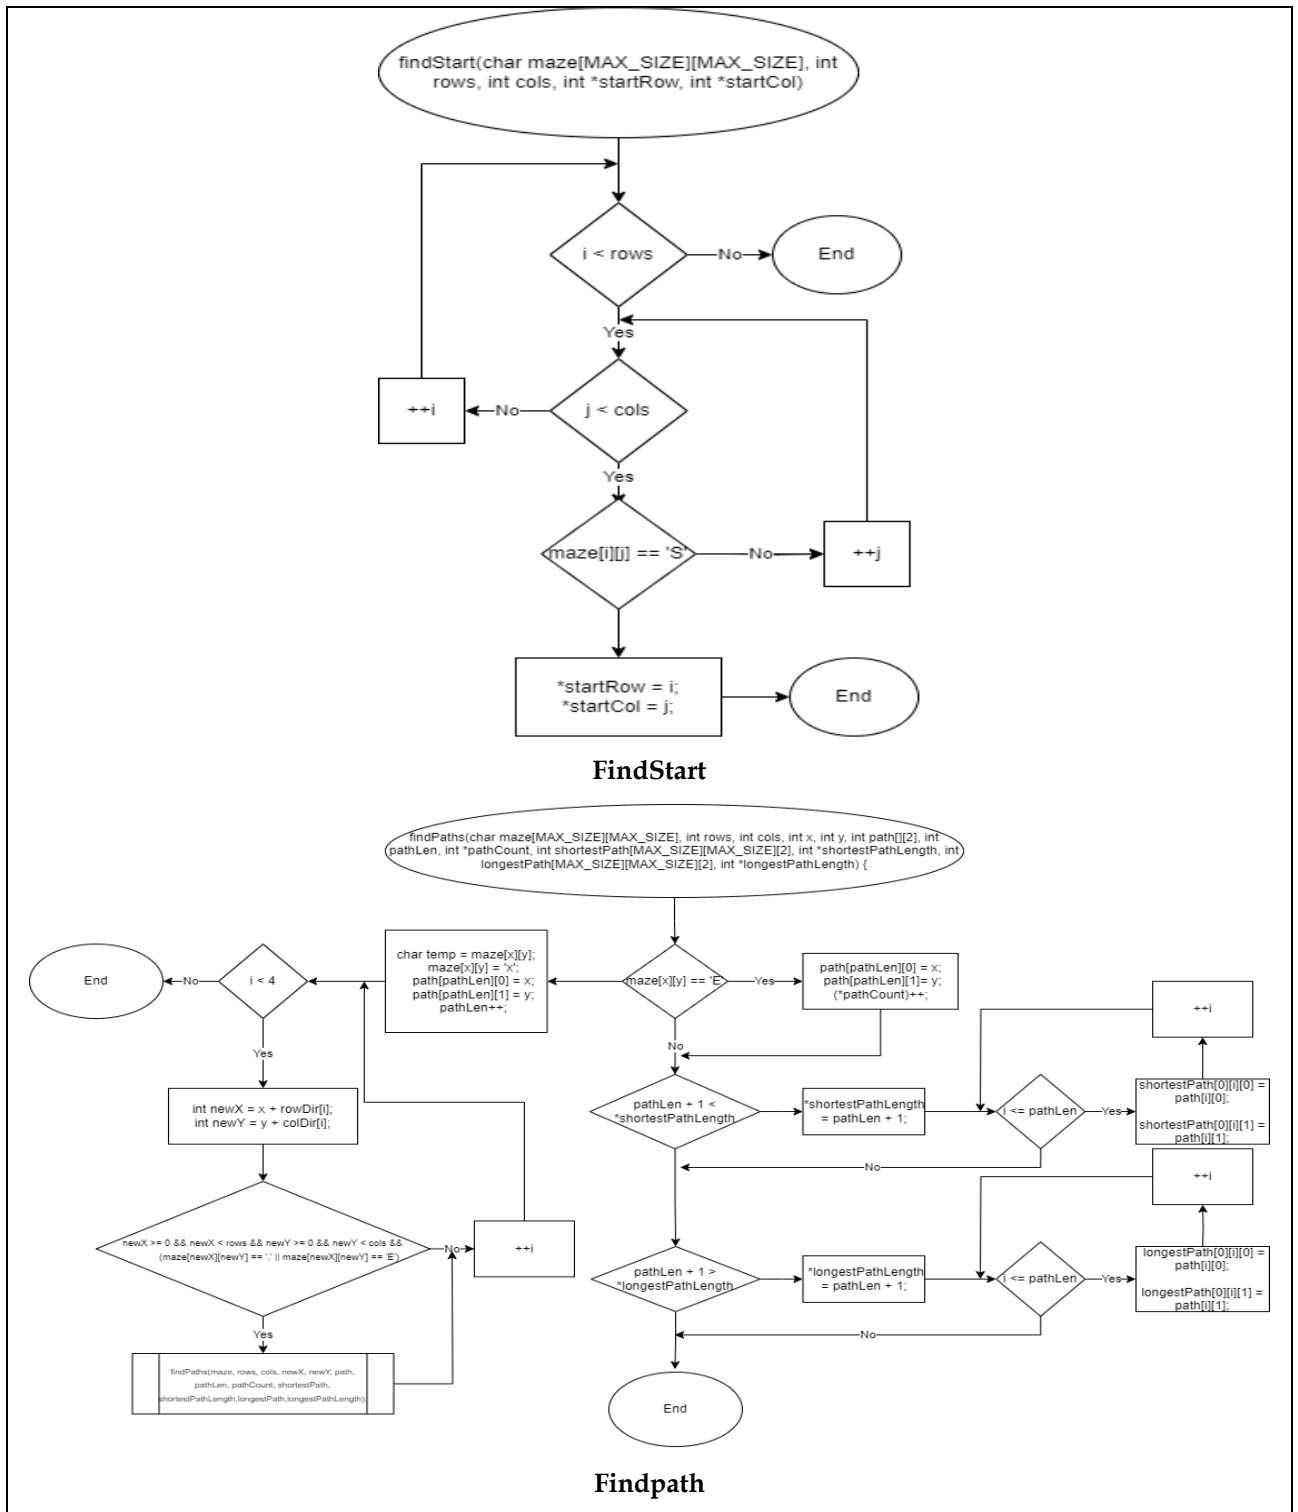 findStart(char maze[MAX_SIZE][MAX_SIZE], int
rows, int cols, int *startRow, int *startCol)
i < rows
No
End
Yes
++i
No
j < cols
Yes
maze[i][j] == 'S'
No
++j
*startRow = i;
*startCol = j;
End
FindStart
findPaths(char maze[MAX_SIZE][MAX_SIZE], int rows, int cols, int x, int y, int path[][2], int
pathLen, int *pathCount, int shortestPath[MAX_SIZE][MAX_SIZE][2], int *shortestPathLength, int
longestPath[MAX_SIZE][MAX_SIZE][2], int *longestPathLength) {
End
No
i < 4
char temp = maze[x][y];
maze[x][y] = 'x';
path[pathLen][0] = x;
path[pathLen][1] = y;
pathLen++;
maze[x][y] == 'E'
Yes
path[pathLen][0] = x;
path[pathLen][1]= y;
(*pathCount)++;
++i
Yes
No
int newX = x + rowDir[i];
int newY = y + colDir[i];
pathLen + 1 <
*shortestPathLength
*shortestPathLength
= pathLen + 1;
i <= pathLen
Yes
shortestPath[0][i][0] =
path[i][0];
shortestPath[0][i][1] =
path[i][1];
No
++i
newX >= 0 && newX < rows && newY >= 0 && newY < cols &&
(maze[newX][newY] == '.' || maze[newX][newY] == 'E')
No
++i
pathLen + 1 >
*longestPathLength
*longestPathLength
= pathLen + 1;
i <= pathLen
Yes
longestPath[0][i][0] =
path[i][0];
longestPath[0][i][1] =
path[i][1];
Yes
No
findPaths(maze, rows, cols, newX, newY, path,
pathLen, pathCount, shortestPath,
shortestPathLength,longestPath,longestPathLength);
End
Findpath